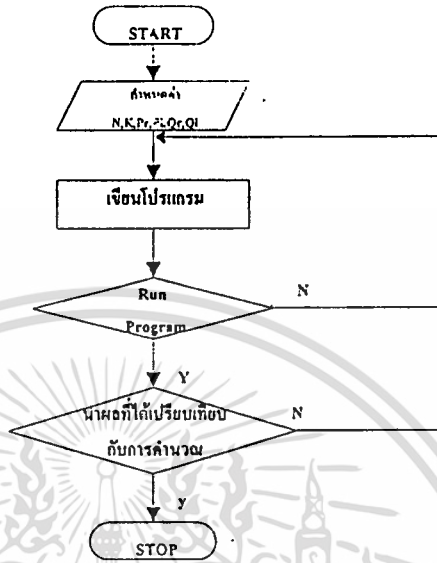 START
กำหนดค่า
N,K,Pr,Pi,Qr,Qi
เขียนโปรแกรม
Run
N
Program
Y
นำผลที่ได้เปรียบเทียบ
N
กับการคำนวณ
y
STOP